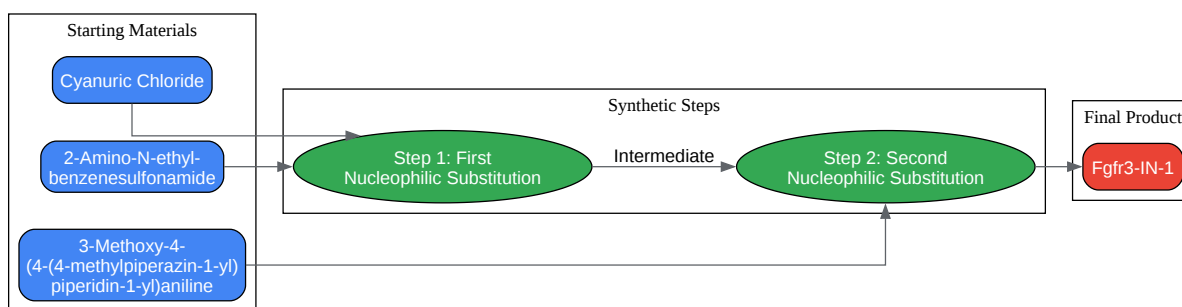 Starting Materials
Cyanuric Chloride
2-Amino-N-ethyl-
benzenesulfonamide
3-Methoxy-4-
(4-(4-methylpiperazin-1-yl)
piperidin-1-yl)aniline
Synthetic Steps
Step 1: First
Nucleophilic Substitution
Intermediate
Step 2: Second
Nucleophilic Substitution
Final Product
Fgfr3-IN-1